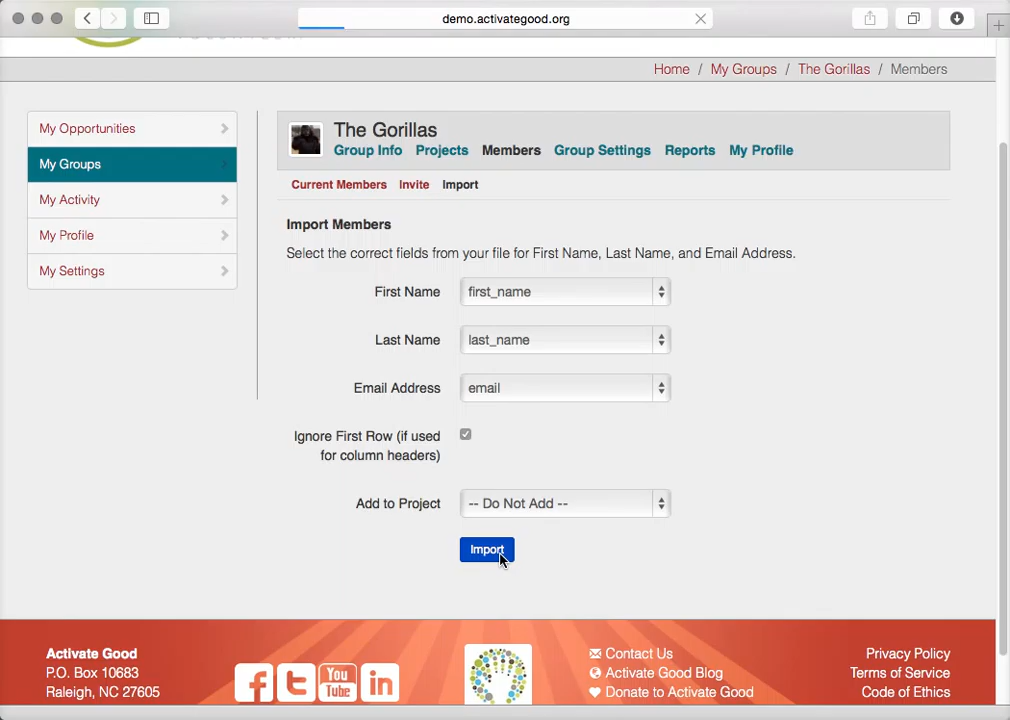 demo.activategood.org
Home / My Groups / The Gorillas / Members
My Opportunities
My Groups
My Activity
My Profile
My Settings
The Gorillas
Group Info Projects Members Group Settings Reports My Profile
Current Members Invite Import
Import Members
Select the correct fields from your file for First Name, Last Name, and Email Address.
First Name first_name
Last Name last_name
Email Address email
Ignore First Row (if used
for column headers)
Add to Project -- Do Not Add --
Import
Activate Good
P.O. Box 10683
Raleigh, NC 27605
You
Tube
in
Contact Us
Activate Good Blog
Donate to Activate Good
Privacy Policy
Terms of Service
Code of Ethics